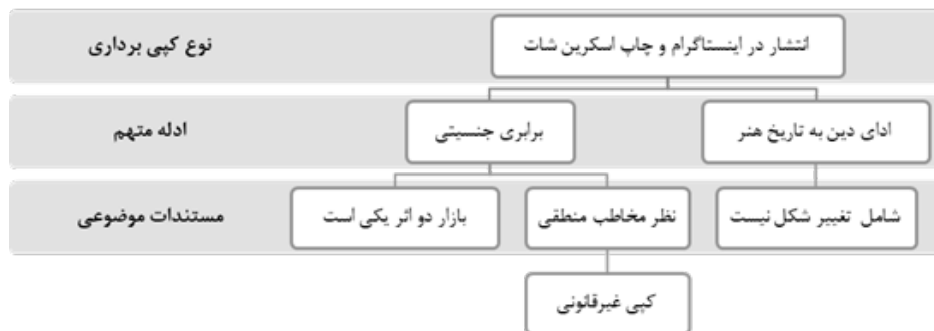 نوع کپی برداری
انتشار در اینستاگرام و چاپ اسکرین شات
ادله متهم
برابری جنسیتی
ادای دین به تاریخ هنر
مستندات موضوعی
بازار دو اثر یکی است
نظر مخاطب منطقی
شامل تغییر شکل نیست
کپی غیرقانونی